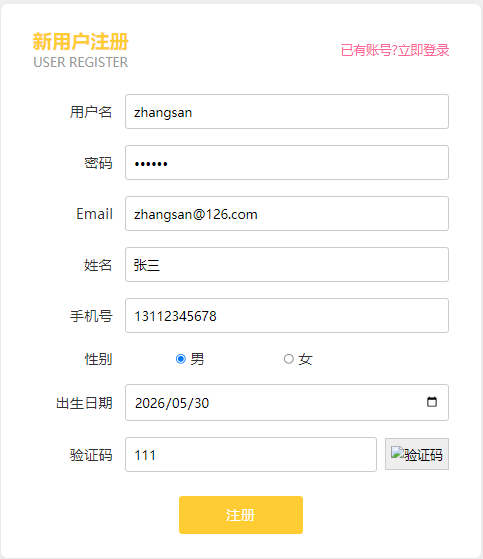 新用户注册
USER REGISTER
已有账号?立即登录
用户名 zhangsan
密码 ••••••
Email zhangsan@126.com
姓名 张三
手机号 13112345678
性别 男 女
出生日期 2026/05/30
验证码 111 验证码
注册